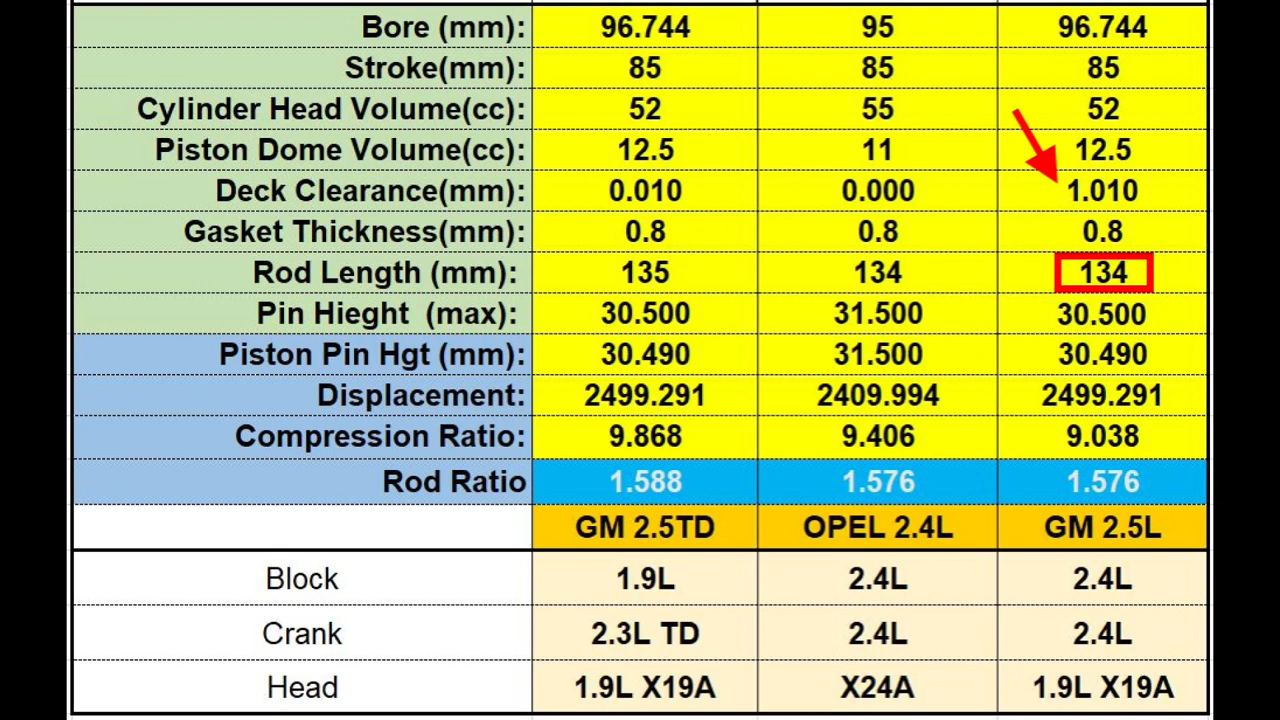 Bore (mm): 96.744 95 96.744
Stroke(mm): 85 85 85
Cylinder Head Volume(cc): 52 55 52
Piston Dome Volume(cc): 12.5 11 12.5
Deck Clearance(mm): 0.010 0.000 1.010
Gasket Thickness(mm): 0.8 0.8 0.8
Rod Length (mm): 135 134 134
Pin Hieght (max): 30.500 31.500 30.500
Piston Pin Hgt (mm): 30.490 31.500 30.490
Displacement: 2499.291 2409.994 2499.291
Compression Ratio: 9.868 9.406 9.038
Rod Ratio 1.588 1.576 1.576
GM 2.5TD OPEL 2.4L GM 2.5L
Block 1.9L 2.4L 2.4L
Crank 2.3L TD 2.4L 2.4L
Head 1.9L X19A X24A 1.9L X19A